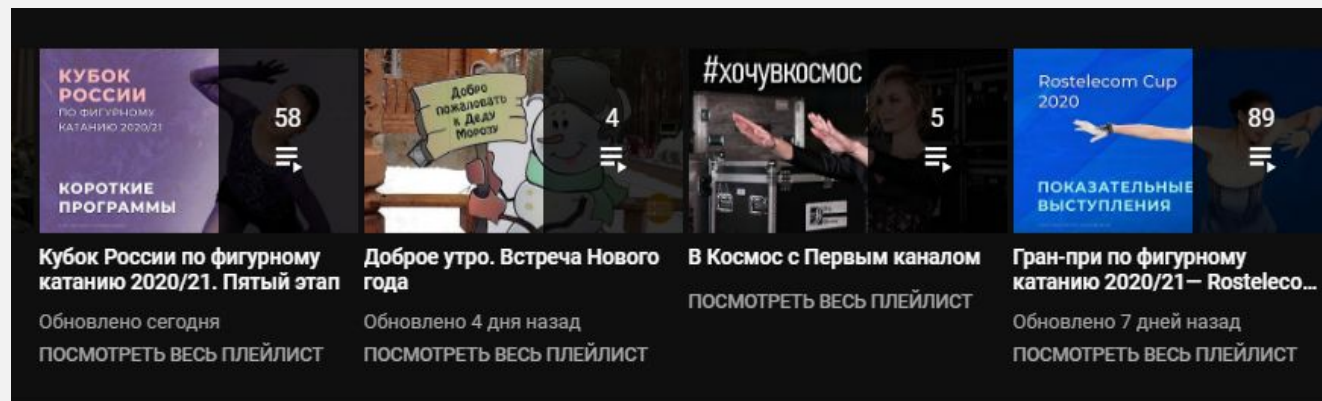 КУБОК
РОССИИ
ПО ФИГУРНОМУ
КАТАНИЮ 2020/21
58
КОРОТКИЕ
ПРОГРАММЫ
Кубок России по фигурному
катанию 2020/21. Пятый этап
Обновлено сегодня
ПОСМОТРЕТЬ ВЕСЬ ПЛЕЙЛИСТ
Добро
пожаловать
к Деду
Морозу
4
Доброе утро. Встреча Нового
года
Обновлено 4 дня назад
ПОСМОТРЕТЬ ВЕСЬ ПЛЕЙЛИСТ
#ХОЧУВКОСМОС
5
В Космос с Первым каналом
ПОСМОТРЕТЬ ВЕСЬ ПЛЕЙЛИСТ
Rostelecom Cup
2020
89
ПОКАЗАТЕЛЬНЫЕ
ВЫСТУПЛЕНИЯ
Гран-при по фигурному
катанию 2020/21— Rosteleco...
Обновлено 7 дней назад
ПОСМОТРЕТЬ ВЕСЬ ПЛЕЙЛИСТ